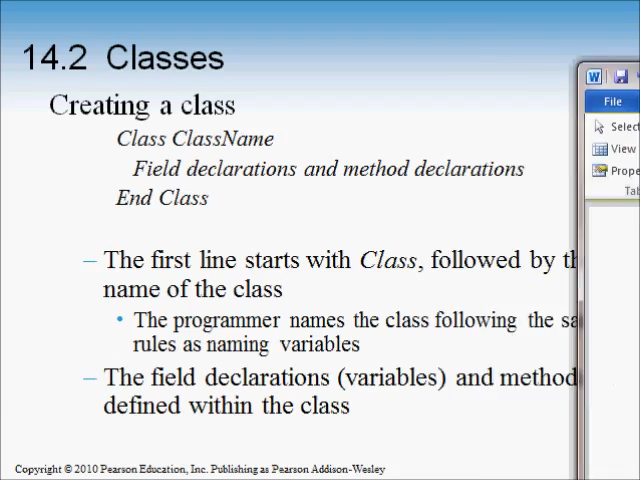 14.2 Classes
Creating a class
Class ClassName
Field declarations and method declarations
End Class
– The first line starts with Class, followed by th
name of the class
• The programmer names the class following the sa
rules as naming variables
– The field declarations (variables) and method
defined within the class
Copyright © 2010 Pearson Education, Inc. Publishing as Pearson Addison-Wesley
W
File
Select
View
Prope
Tab